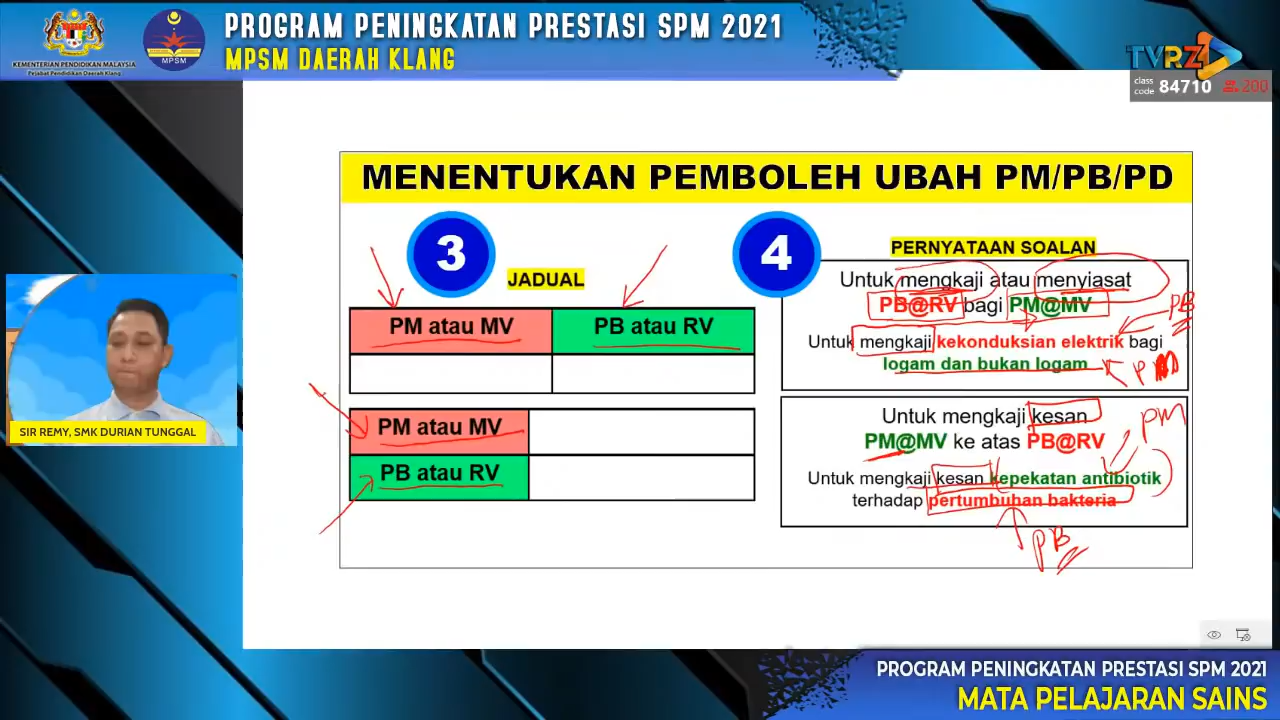 PROGRAM PENINGKATAN PRESTASI SPM 2021
MPSM DAERAH KLANG
KEMENTERIAN PENDIDIKAN MALAYSIA
Pejabat Pendidikan Daerah Klang
MPSM
TVRZ
class code 84710 200
MENENTUKAN PEMBOLEH UBAH PM/PB/PD
3
JADUAL
PM atau MV PB atau RV
PM atau MV
PB atau RV
4
PERNYATAAN SOALAN
Untuk mengkaji atau menyiasat
PB@RV bagi PM@MV
PB
Untuk mengkaji kekonduksian elektrik bagi
logam dan bukan logam
PM
Untuk mengkaji kesan
PM@MV ke atas PB@RV
PM
Untuk mengkaji kesan kepekatan antibiotik
terhadap pertumbuhan bakteria
PB
SIR REMY, SMK DURIAN TUNGGAL
PROGRAM PENINGKATAN PRESTASI SPM 2021
MATA PELAJARAN SAINS